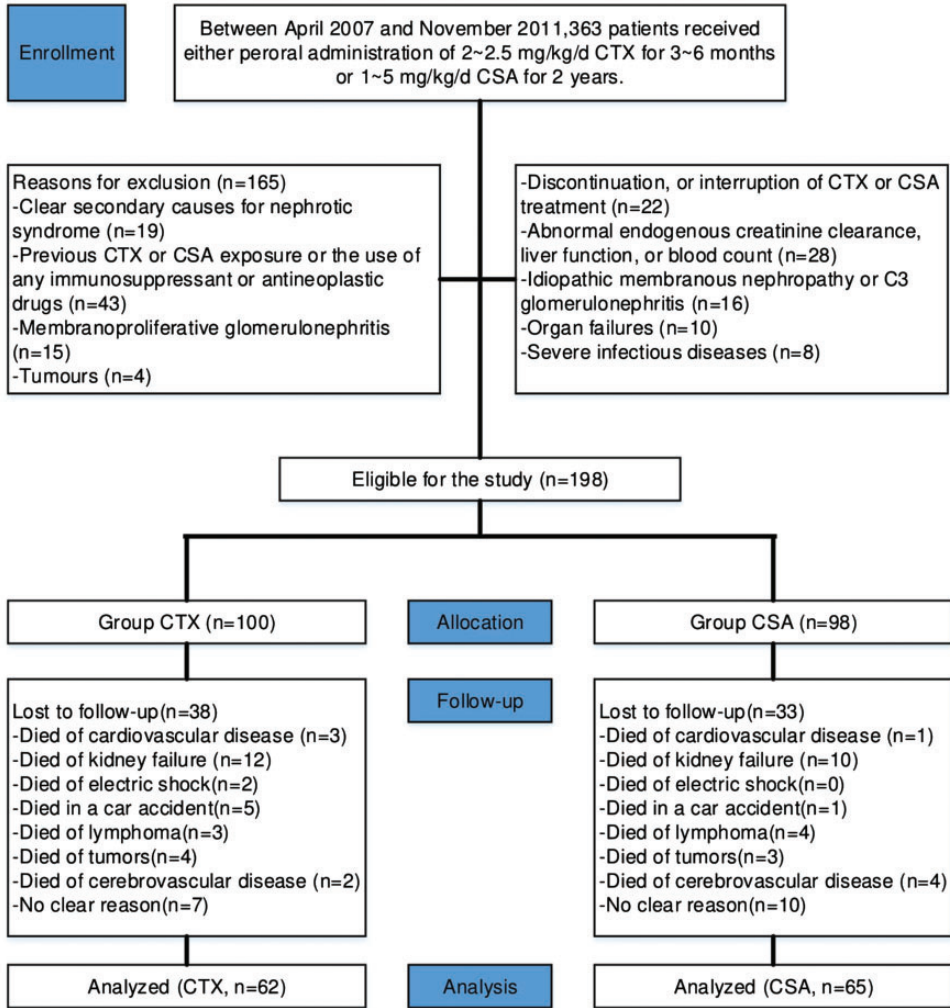 Enrollment
Between April 2007 and November 2011,363 patients received
either peroral administration of 2~2.5 mg/kg/d CTX for 3~6 months
or 1~5 mg/kg/d CSA for 2 years.
Reasons for exclusion (n=165)
-Clear secondary causes for nephrotic
syndrome (n=19)
-Previous CTX or CSA exposure or the use of
any immunosuppressant or antineoplastic
drugs (n=43)
-Membranoproliferative glomerulonephritis
(n=15)
-Tumours (n=4)
-Discontinuation, or interruption of CTX or CSA
treatment (n=22)
-Abnormal endogenous creatinine clearance,
liver function, or blood count (n=28)
-Idiopathic membranous nephropathy or C3
glomerulonephritis (n=16)
-Organ failures (n=10)
-Severe infectious diseases (n=8)
Eligible for the study (n=198)
Group CTX (n=100)
Allocation
Group CSA (n=98)
Follow-up
Lost to follow-up(n=38)
-Died of cardiovascular disease (n=3)
-Died of kidney failure (n=12)
-Died of electric shock(n=2)
-Died in a car accident(n=5)
-Died of lymphoma(n=3)
-Died of tumors(n=4)
-Died of cerebrovascular disease (n=2)
-No clear reason(n=7)
Lost to follow-up(n=33)
-Died of cardiovascular disease (n=1)
-Died of kidney failure (n=10)
-Died of electric shock(n=0)
-Died in a car accident(n=1)
-Died of lymphoma(n=4)
-Died of tumors(n=3)
-Died of cerebrovascular disease (n=4)
-No clear reason(n=10)
Analyzed (CTX, n=62)
Analysis
Analyzed (CSA, n=65)